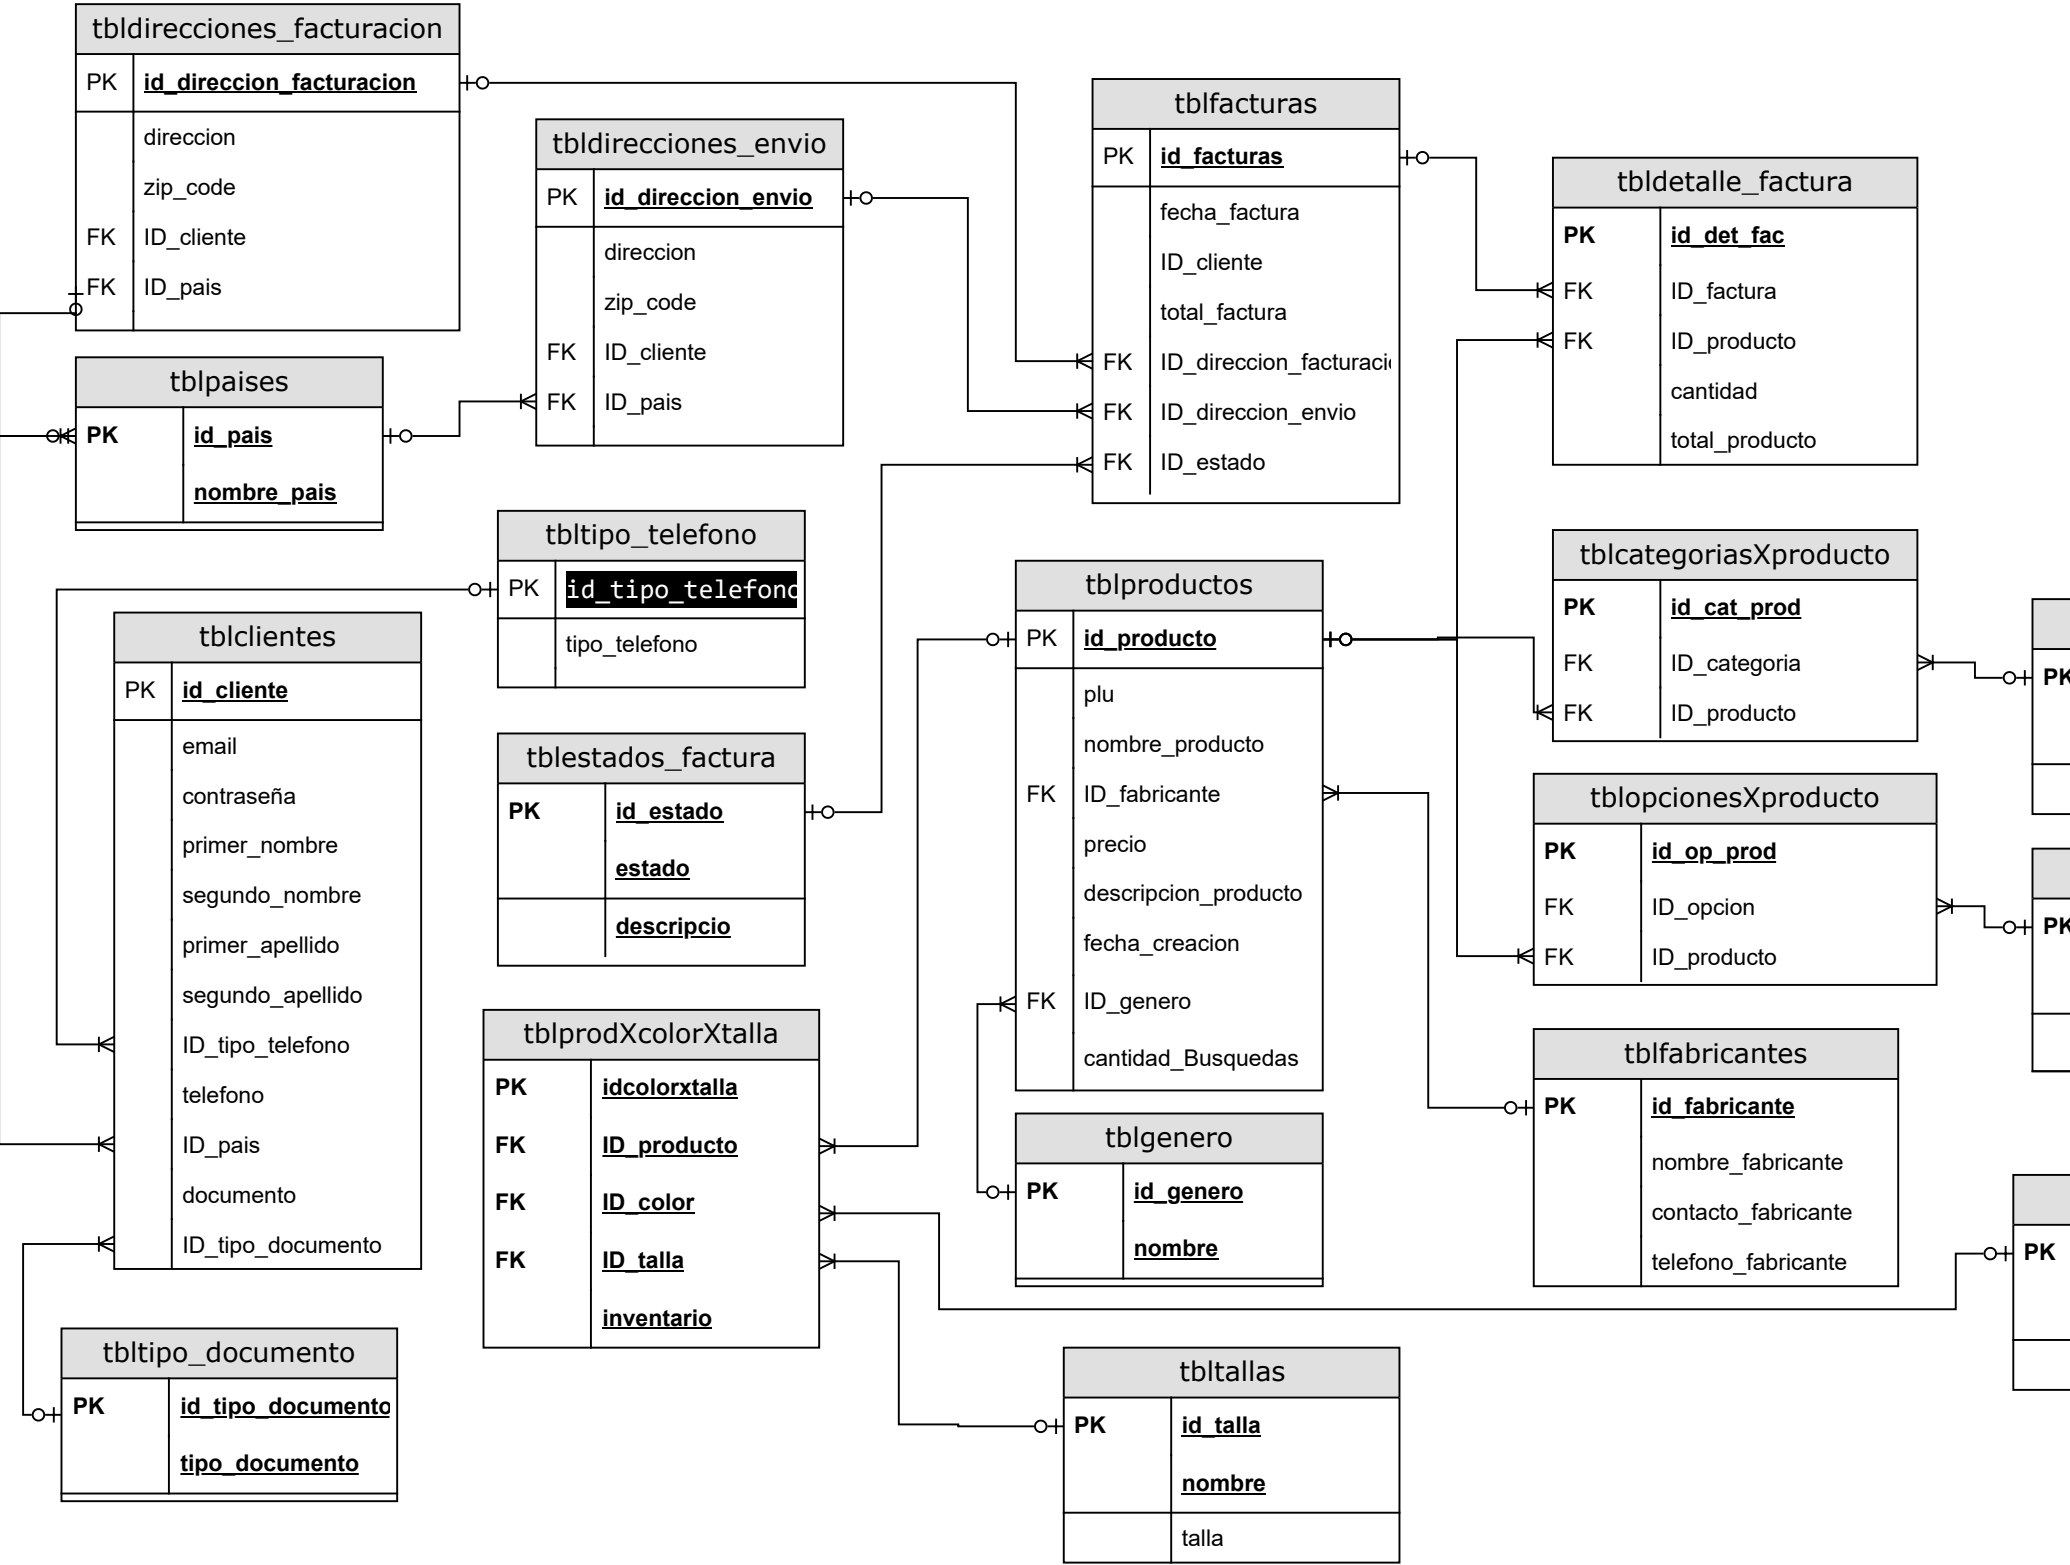 tbldirecciones_facturacion
PK id_direccion_facturacion
direccion
zip_code
FK ID_cliente
FK ID_pais
tbldirecciones_envio
PK id_direccion_envio
direccion
zip_code
FK ID_cliente
FK ID_pais
tblfacturas
PK id_facturas
fecha_factura
ID_cliente
total_factura
FK ID_direccion_facturaci
FK ID_direccion_envio
FK ID_estado
tbldetalle_factura
PK id_det_fac
FK ID_factura
FK ID_producto
cantidad
total_producto
tblpaises
PK id_pais
nombre_pais
tbltipo_telefono
PK id_tipo_telefono
tipo_telefono
tblclientes
PK id_cliente
email
contraseña
primer_nombre
segundo_nombre
primer_apellido
segundo_apellido
ID_tipo_telefono
telefono
ID_pais
documento
ID_tipo_documento
tblestados_factura
PK id_estado
estado
descripcio
tblproductos
PK id_producto
plu
nombre_producto
FK ID_fabricante
precio
descripcion_producto
fecha_creacion
FK ID_genero
cantidad_Busquedas
tblcategoriasXproducto
PK id_cat_prod
FK ID_categoria
FK ID_producto
PK
tblopcionesXproducto
PK id_op_prod
FK ID_opcion
FK ID_producto
PK
tblprodXcolorXtalla
PK idcolorxtalla
FK ID_producto
FK ID_color
FK ID_talla
inventario
tblgenero
PK id_genero
nombre
tblfabricantes
PK id_fabricante
nombre_fabricante
contacto_fabricante
telefono_fabricante
PK
tbltipo_documento
PK id_tipo_documento
tipo_documento
tbltallas
PK id_talla
nombre
talla